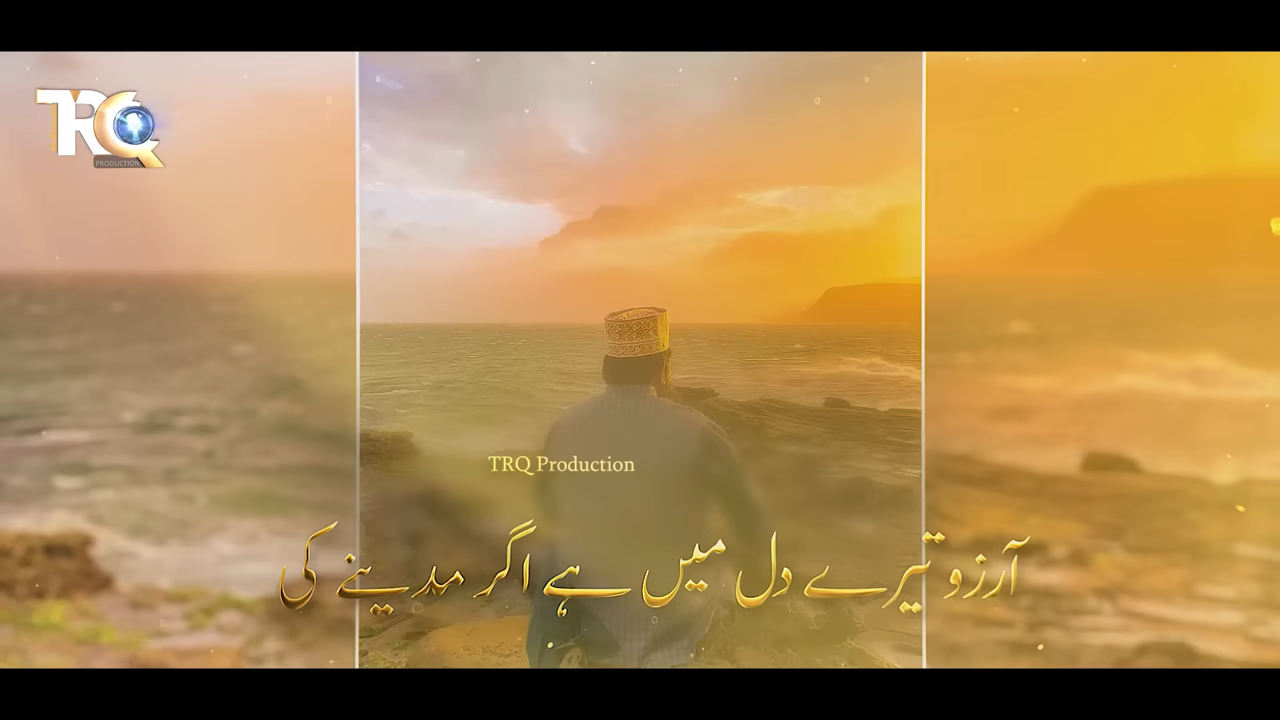 TRQ
PRODUCTION
TRQ Production
آرزو تیرے دل میں ہے اگر مدینے کی